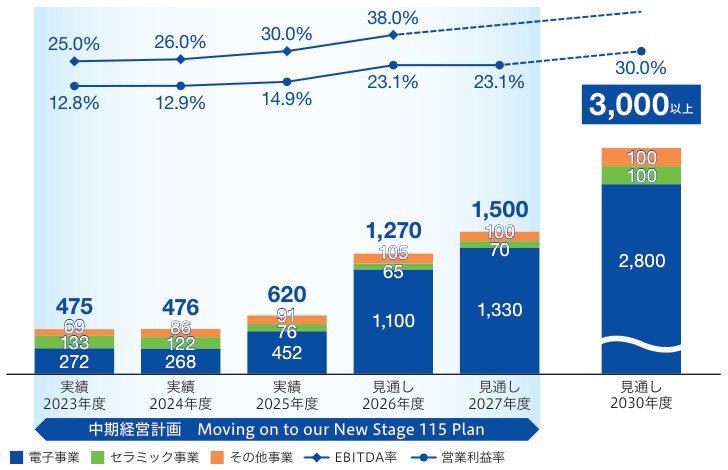 25.0%
26.0%
30.0%
38.0%
12.8%
12.9%
14.9%
23.1%
23.1%
30.0%
3,000以上
475
69
133
272
476
86
122
268
620
91
76
452
1,270
105
65
1,100
1,500
100
70
1,330
100
100
2,800
実績
2023年度
実績
2024年度
実績
2025年度
見通し
2026年度
見通し
2027年度
見通し
2030年度
中期経営計画 Moving on to our New Stage 115 Plan
電子事業 セラミック事業 その他事業 EBITDA率 営業利益率